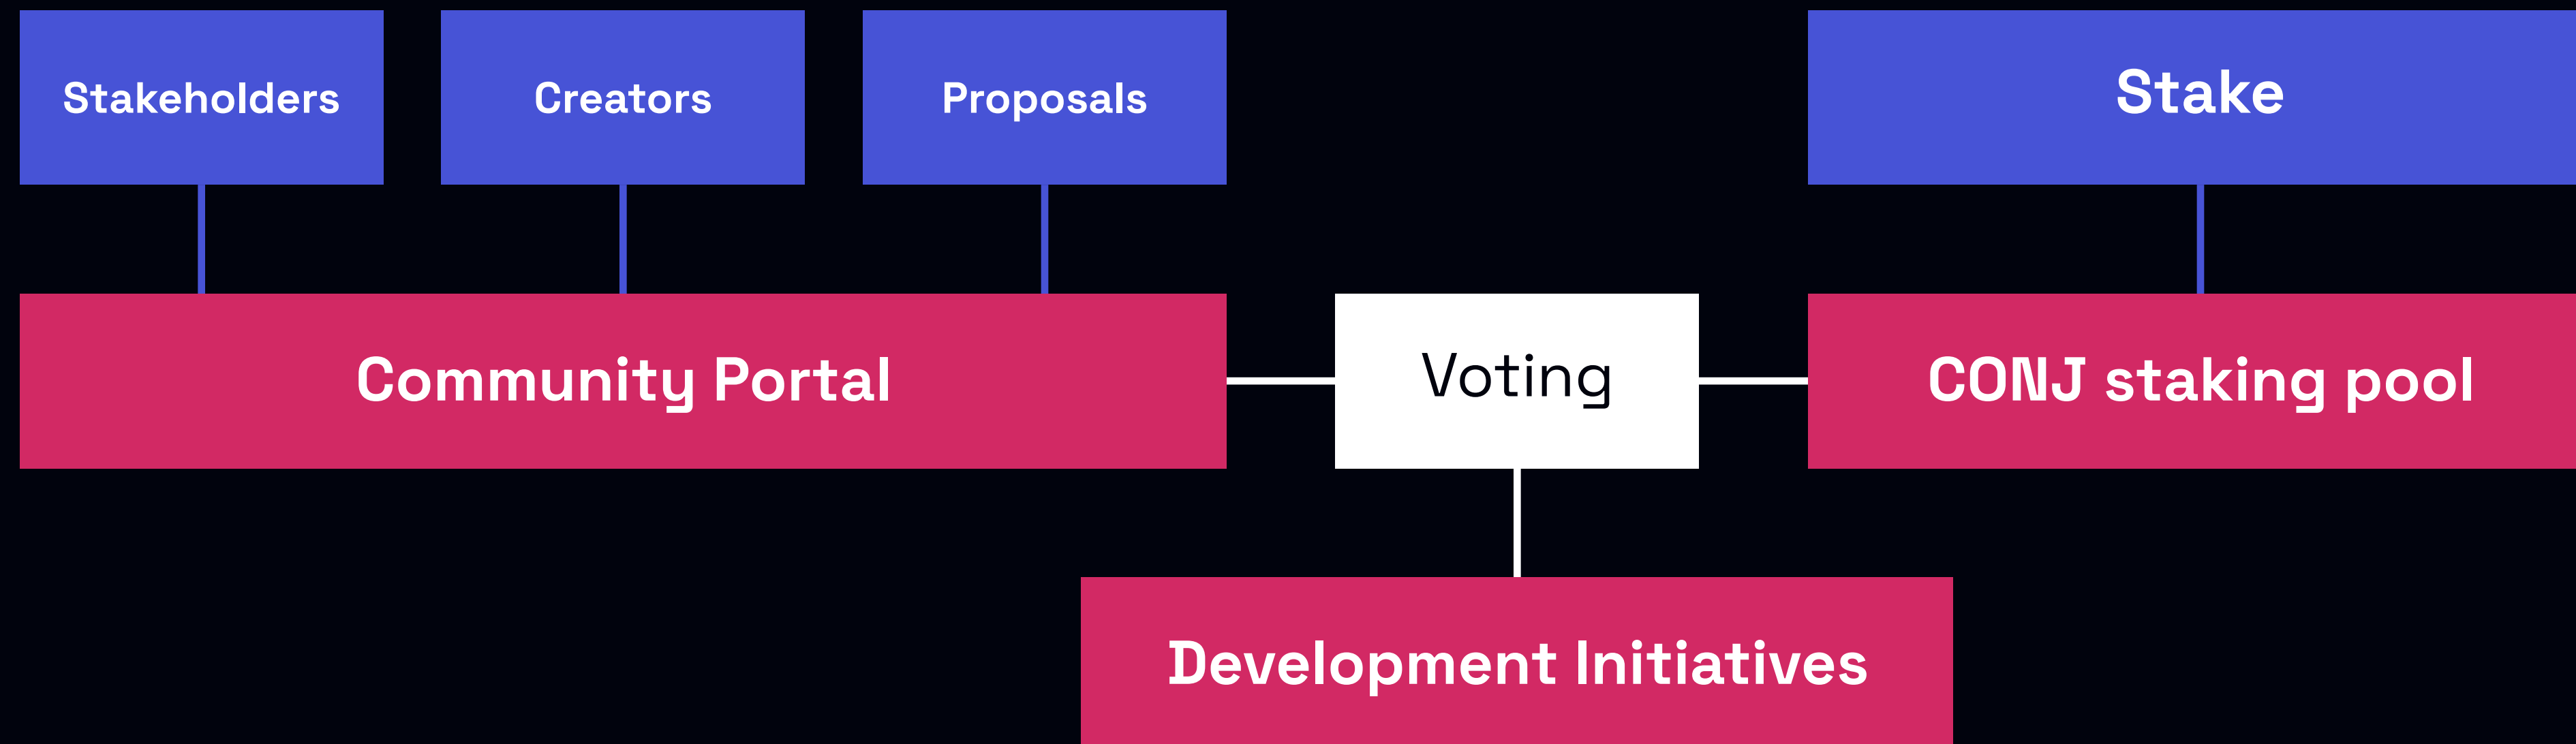 Stakeholders
Creators
Proposals
Stake
Community Portal
Voting
CONJ staking pool
Development Initiatives